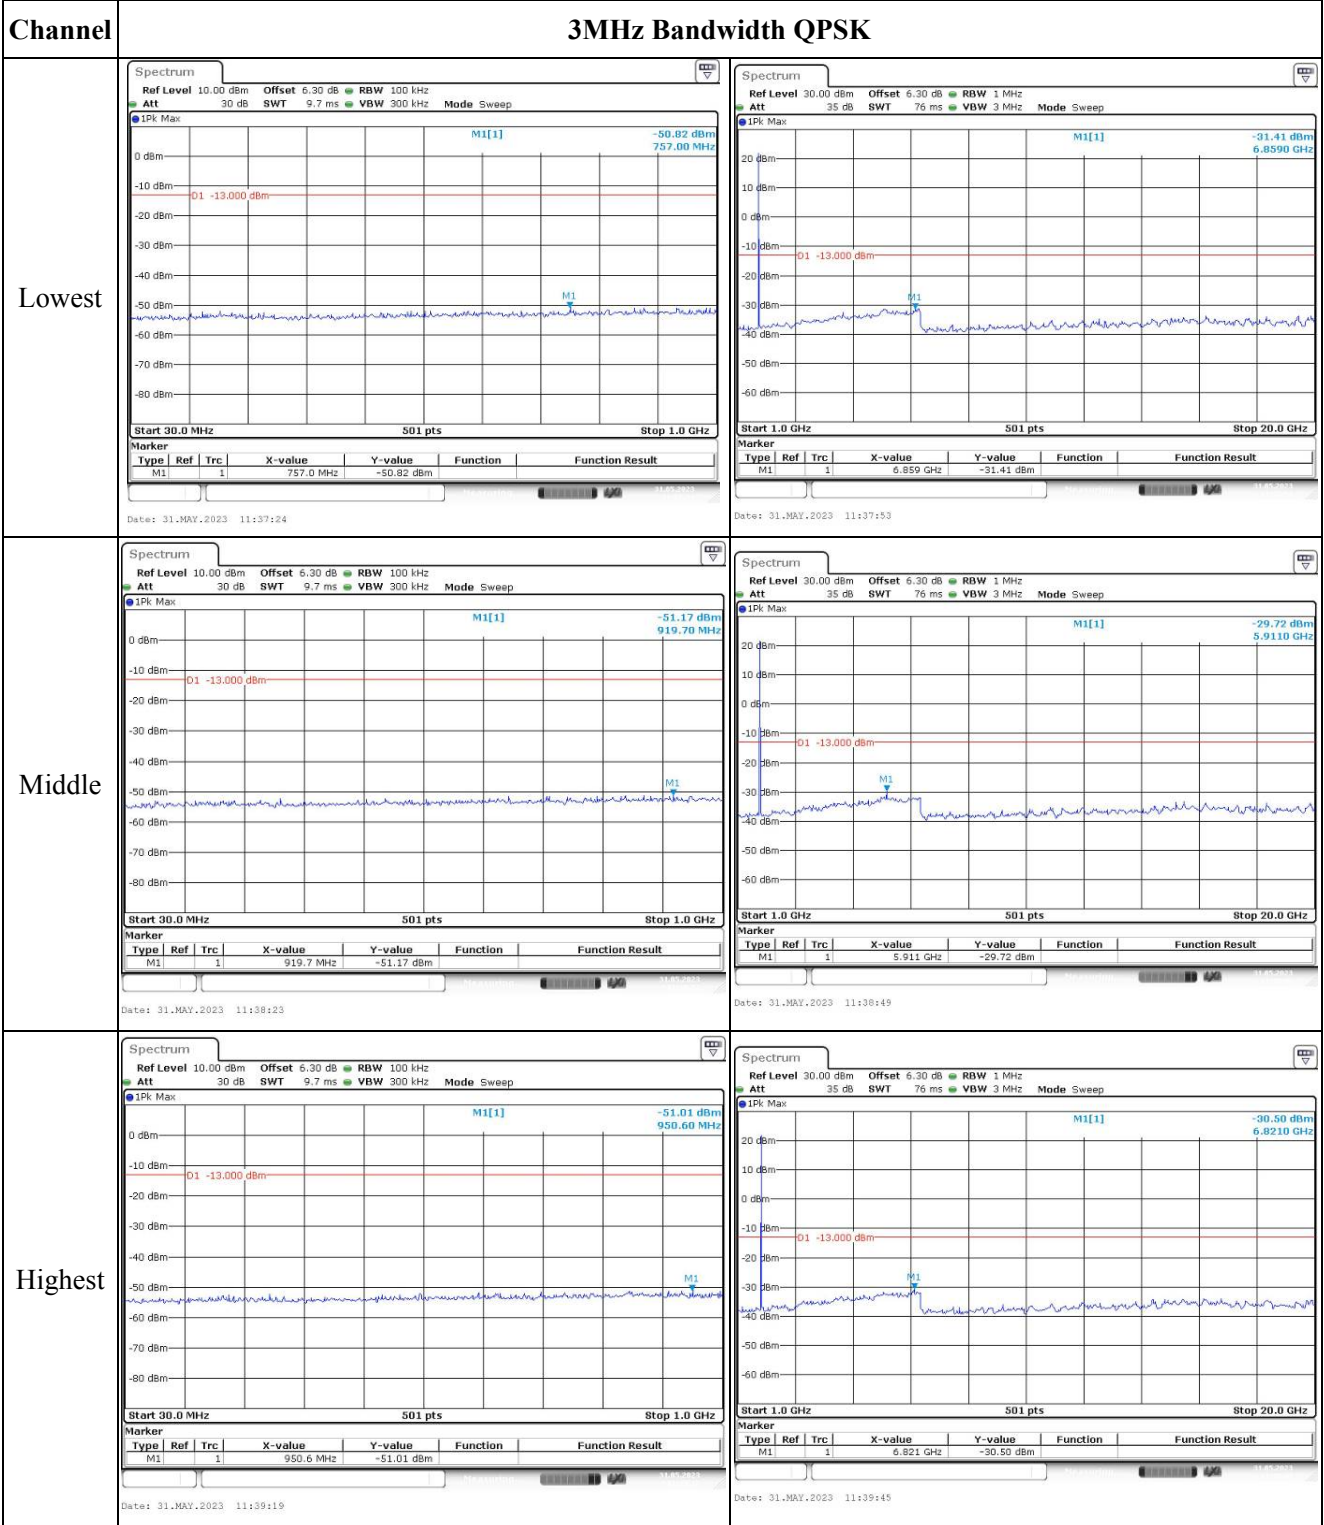 Channel
3MHz Bandwidth QPSK
Lowest
Spectrum
Ref Level 10.00 dBm Offset 6.30 dB RBW 100 kHz
Att 30 dB SWT 9.7 ms VBW 300 kHz Mode Sweep
1Pk Max
M1[1] -50.82 dBm
757.00 MHz
0 dBm
-10 dBm
D1 -13.000 dBm
-20 dBm
-30 dBm
-40 dBm
-50 dBm
M1
-60 dBm
-70 dBm
-80 dBm
Start 30.0 MHz 501 pts Stop 1.0 GHz
Marker
Type Ref Trc X-value Y-value Function Function Result
M1 1 757.0 MHz -50.82 dBm
Date: 31.MAY.2023 11:37:24
Spectrum
Ref Level 30.00 dBm Offset 6.30 dB RBW 1 MHz
Att 35 dB SWT 76 ms VBW 3 MHz Mode Sweep
1Pk Max
M1[1] -31.41 dBm
6.8590 GHz
20 dBm
10 dBm
0 dBm
-10 dBm
D1 -13.000 dBm
-20 dBm
M1
-30 dBm
-40 dBm
-50 dBm
-60 dBm
Start 1.0 GHz 501 pts Stop 20.0 GHz
Marker
Type Ref Trc X-value Y-value Function Function Result
M1 1 6.859 GHz -31.41 dBm
Date: 31.MAY.2023 11:37:53
Middle
Spectrum
Ref Level 10.00 dBm Offset 6.30 dB RBW 100 kHz
Att 30 dB SWT 9.7 ms VBW 300 kHz Mode Sweep
1Pk Max
M1[1] -51.17 dBm
919.70 MHz
0 dBm
-10 dBm
D1 -13.000 dBm
-20 dBm
-30 dBm
-40 dBm
M1
-50 dBm
-60 dBm
-70 dBm
-80 dBm
Start 30.0 MHz 501 pts Stop 1.0 GHz
Marker
Type Ref Trc X-value Y-value Function Function Result
M1 1 919.7 MHz -51.17 dBm
Date: 31.MAY.2023 11:38:23
Spectrum
Ref Level 30.00 dBm Offset 6.30 dB RBW 1 MHz
Att 35 dB SWT 76 ms VBW 3 MHz Mode Sweep
1Pk Max
M1[1] -29.72 dBm
5.9110 GHz
20 dBm
10 dBm
0 dBm
-10 dBm
D1 -13.000 dBm
-20 dBm
M1
-30 dBm
-40 dBm
-50 dBm
-60 dBm
Start 1.0 GHz 501 pts Stop 20.0 GHz
Marker
Type Ref Trc X-value Y-value Function Function Result
M1 1 5.911 GHz -29.72 dBm
Date: 31.MAY.2023 11:38:49
Highest
Spectrum
Ref Level 10.00 dBm Offset 6.30 dB RBW 100 kHz
Att 30 dB SWT 9.7 ms VBW 300 kHz Mode Sweep
1Pk Max
M1[1] -51.01 dBm
950.60 MHz
0 dBm
-10 dBm
D1 -13.000 dBm
-20 dBm
-30 dBm
-40 dBm
M1
-50 dBm
-60 dBm
-70 dBm
-80 dBm
Start 30.0 MHz 501 pts Stop 1.0 GHz
Marker
Type Ref Trc X-value Y-value Function Function Result
M1 1 950.6 MHz -51.01 dBm
Date: 31.MAY.2023 11:39:19
Spectrum
Ref Level 30.00 dBm Offset 6.30 dB RBW 1 MHz
Att 35 dB SWT 76 ms VBW 3 MHz Mode Sweep
1Pk Max
M1[1] -30.50 dBm
6.8210 GHz
20 dBm
10 dBm
0 dBm
-10 dBm
D1 -13.000 dBm
-20 dBm
M1
-30 dBm
-40 dBm
-50 dBm
-60 dBm
Start 1.0 GHz 501 pts Stop 20.0 GHz
Marker
Type Ref Trc X-value Y-value Function Function Result
M1 1 6.821 GHz -30.50 dBm
Date: 31.MAY.2023 11:39:45